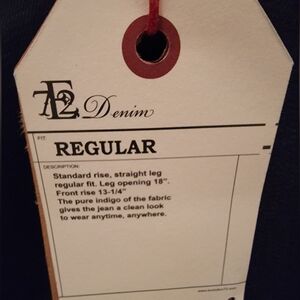 7E2 Denim
FIT:
REGULAR
DESCRIPTION:
Standard rise, straight leg
regular fit. Leg opening 18".
Front rise 13-1/4"
The pure indigo of the fabric
gives the jean a clean look
to wear anytime, anywhere.